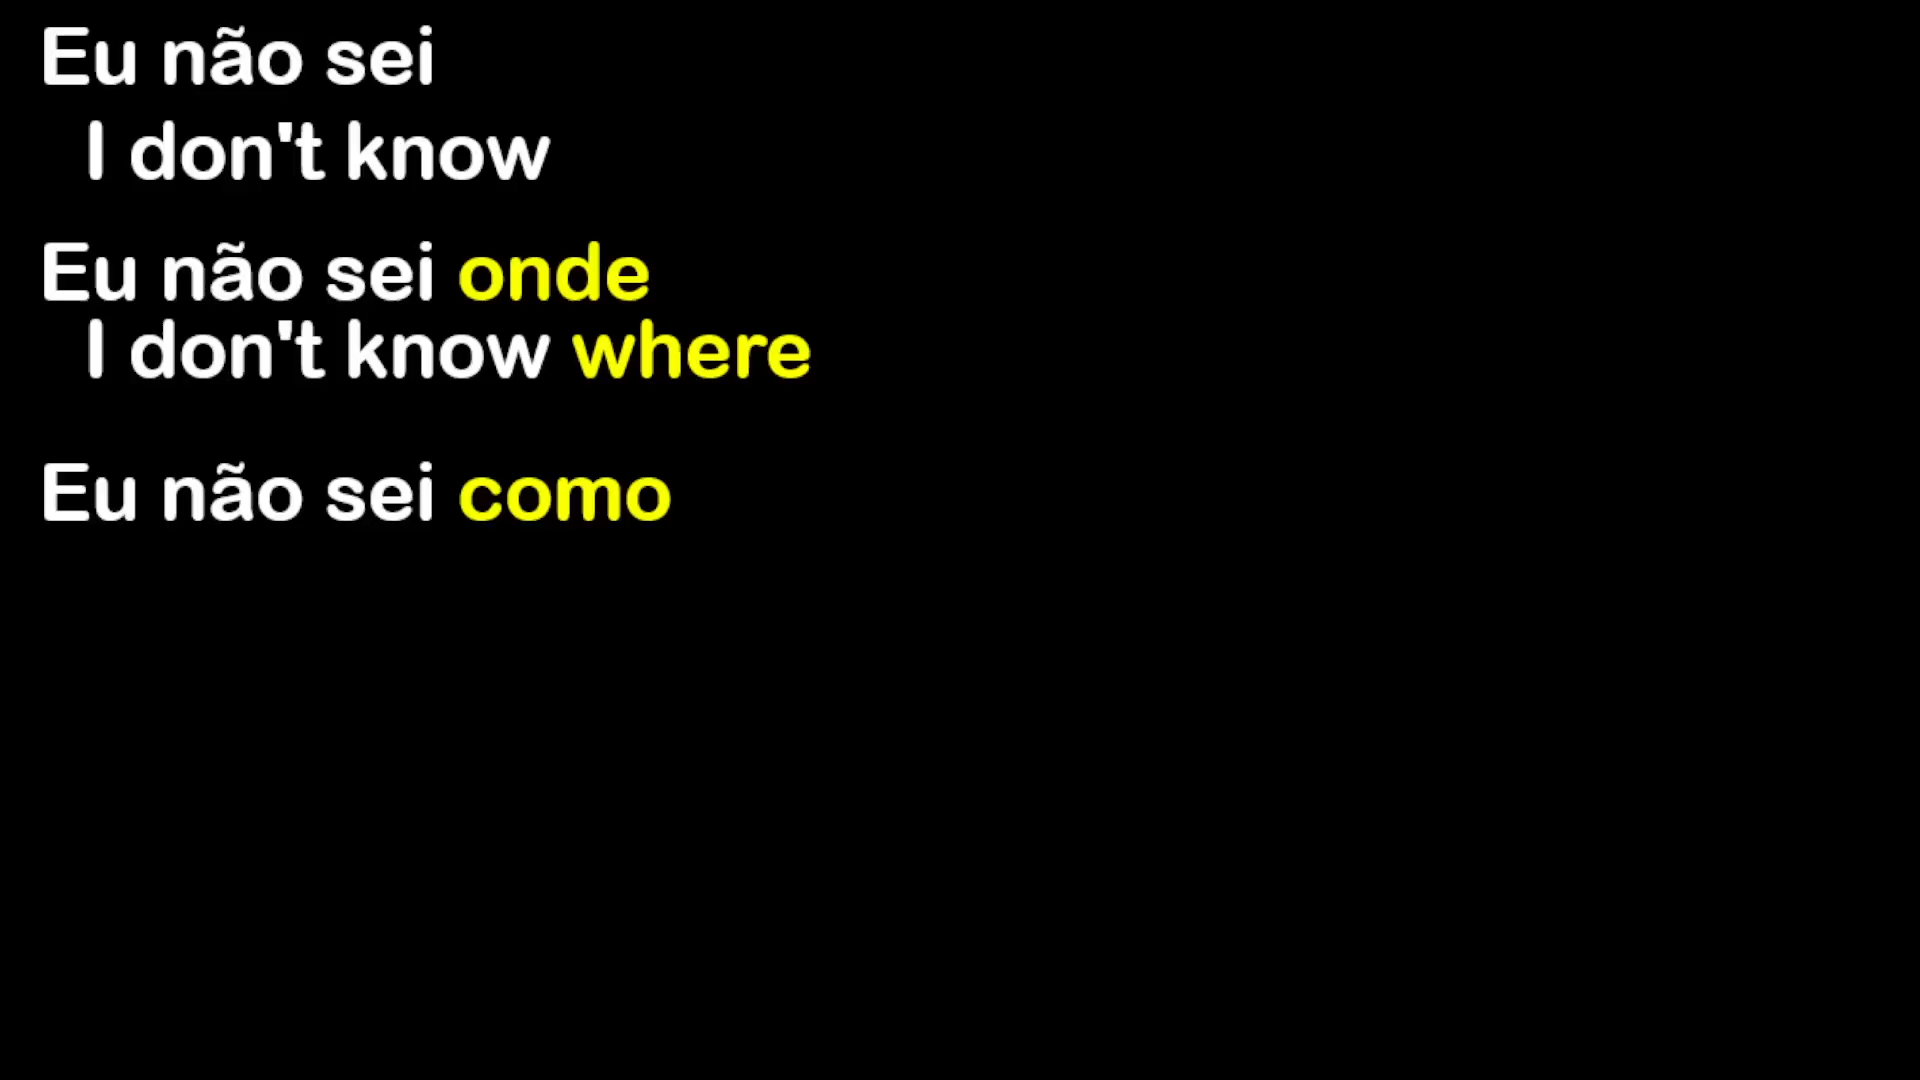 Eu não sei
I don't know
Eu não sei onde
I don't know where
Eu não sei como